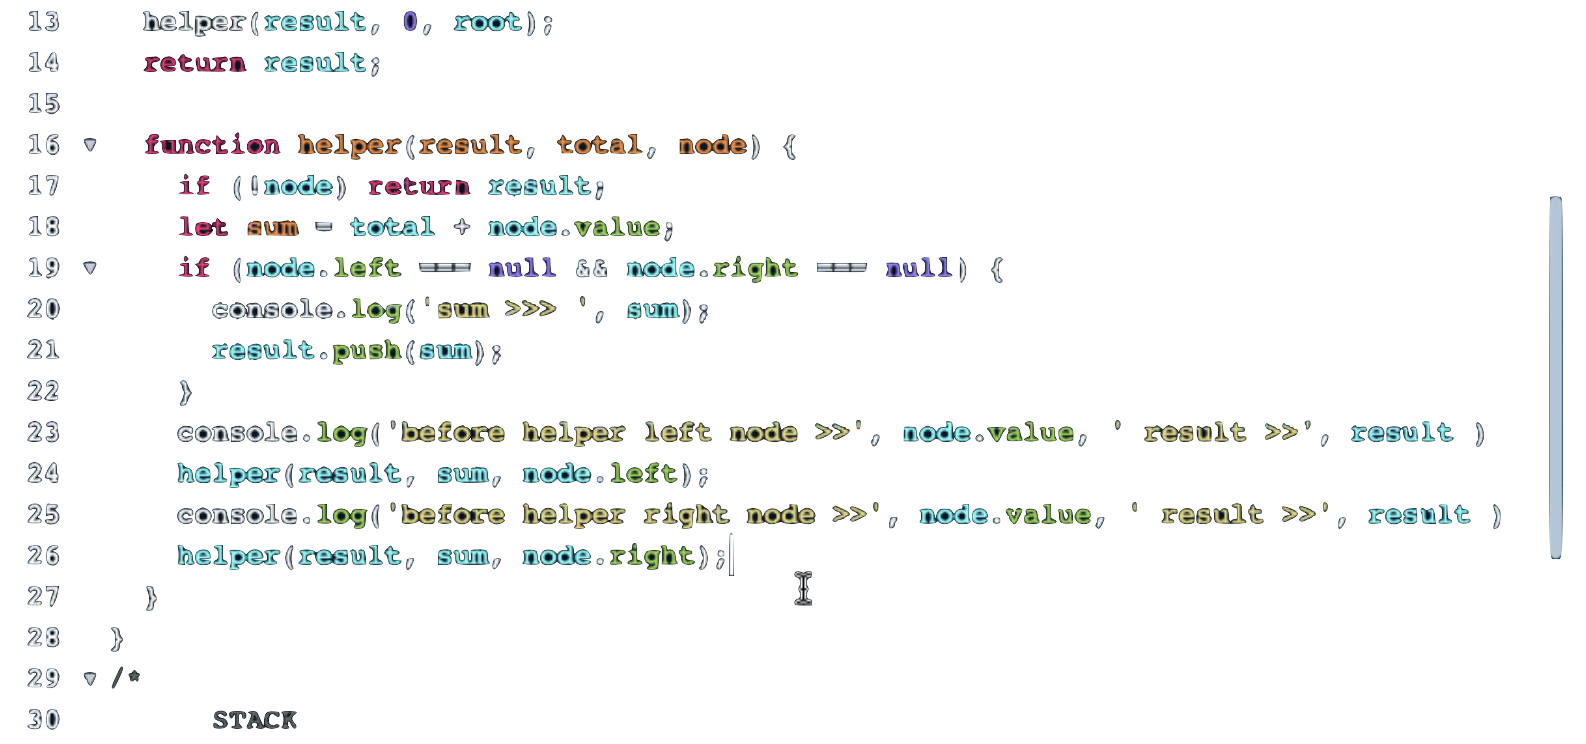 13 helper(result, 0, root);
14 return result;
15
16 function helper(result, total, node) {
17 if (!node) return result;
18 let sum = total + node.value;
19 if (node.left === null && node.right === null) {
20 console.log('sum >>> ', sum);
21 result.push(sum);
22 }
23 console.log('before helper left node >>', node.value, ' result >>', result )
24 helper(result, sum, node.left);
25 console.log('before helper right node >>', node.value, ' result >>', result )
26 helper(result, sum, node.right);
27 }
28 }
29 /*
30 STACK